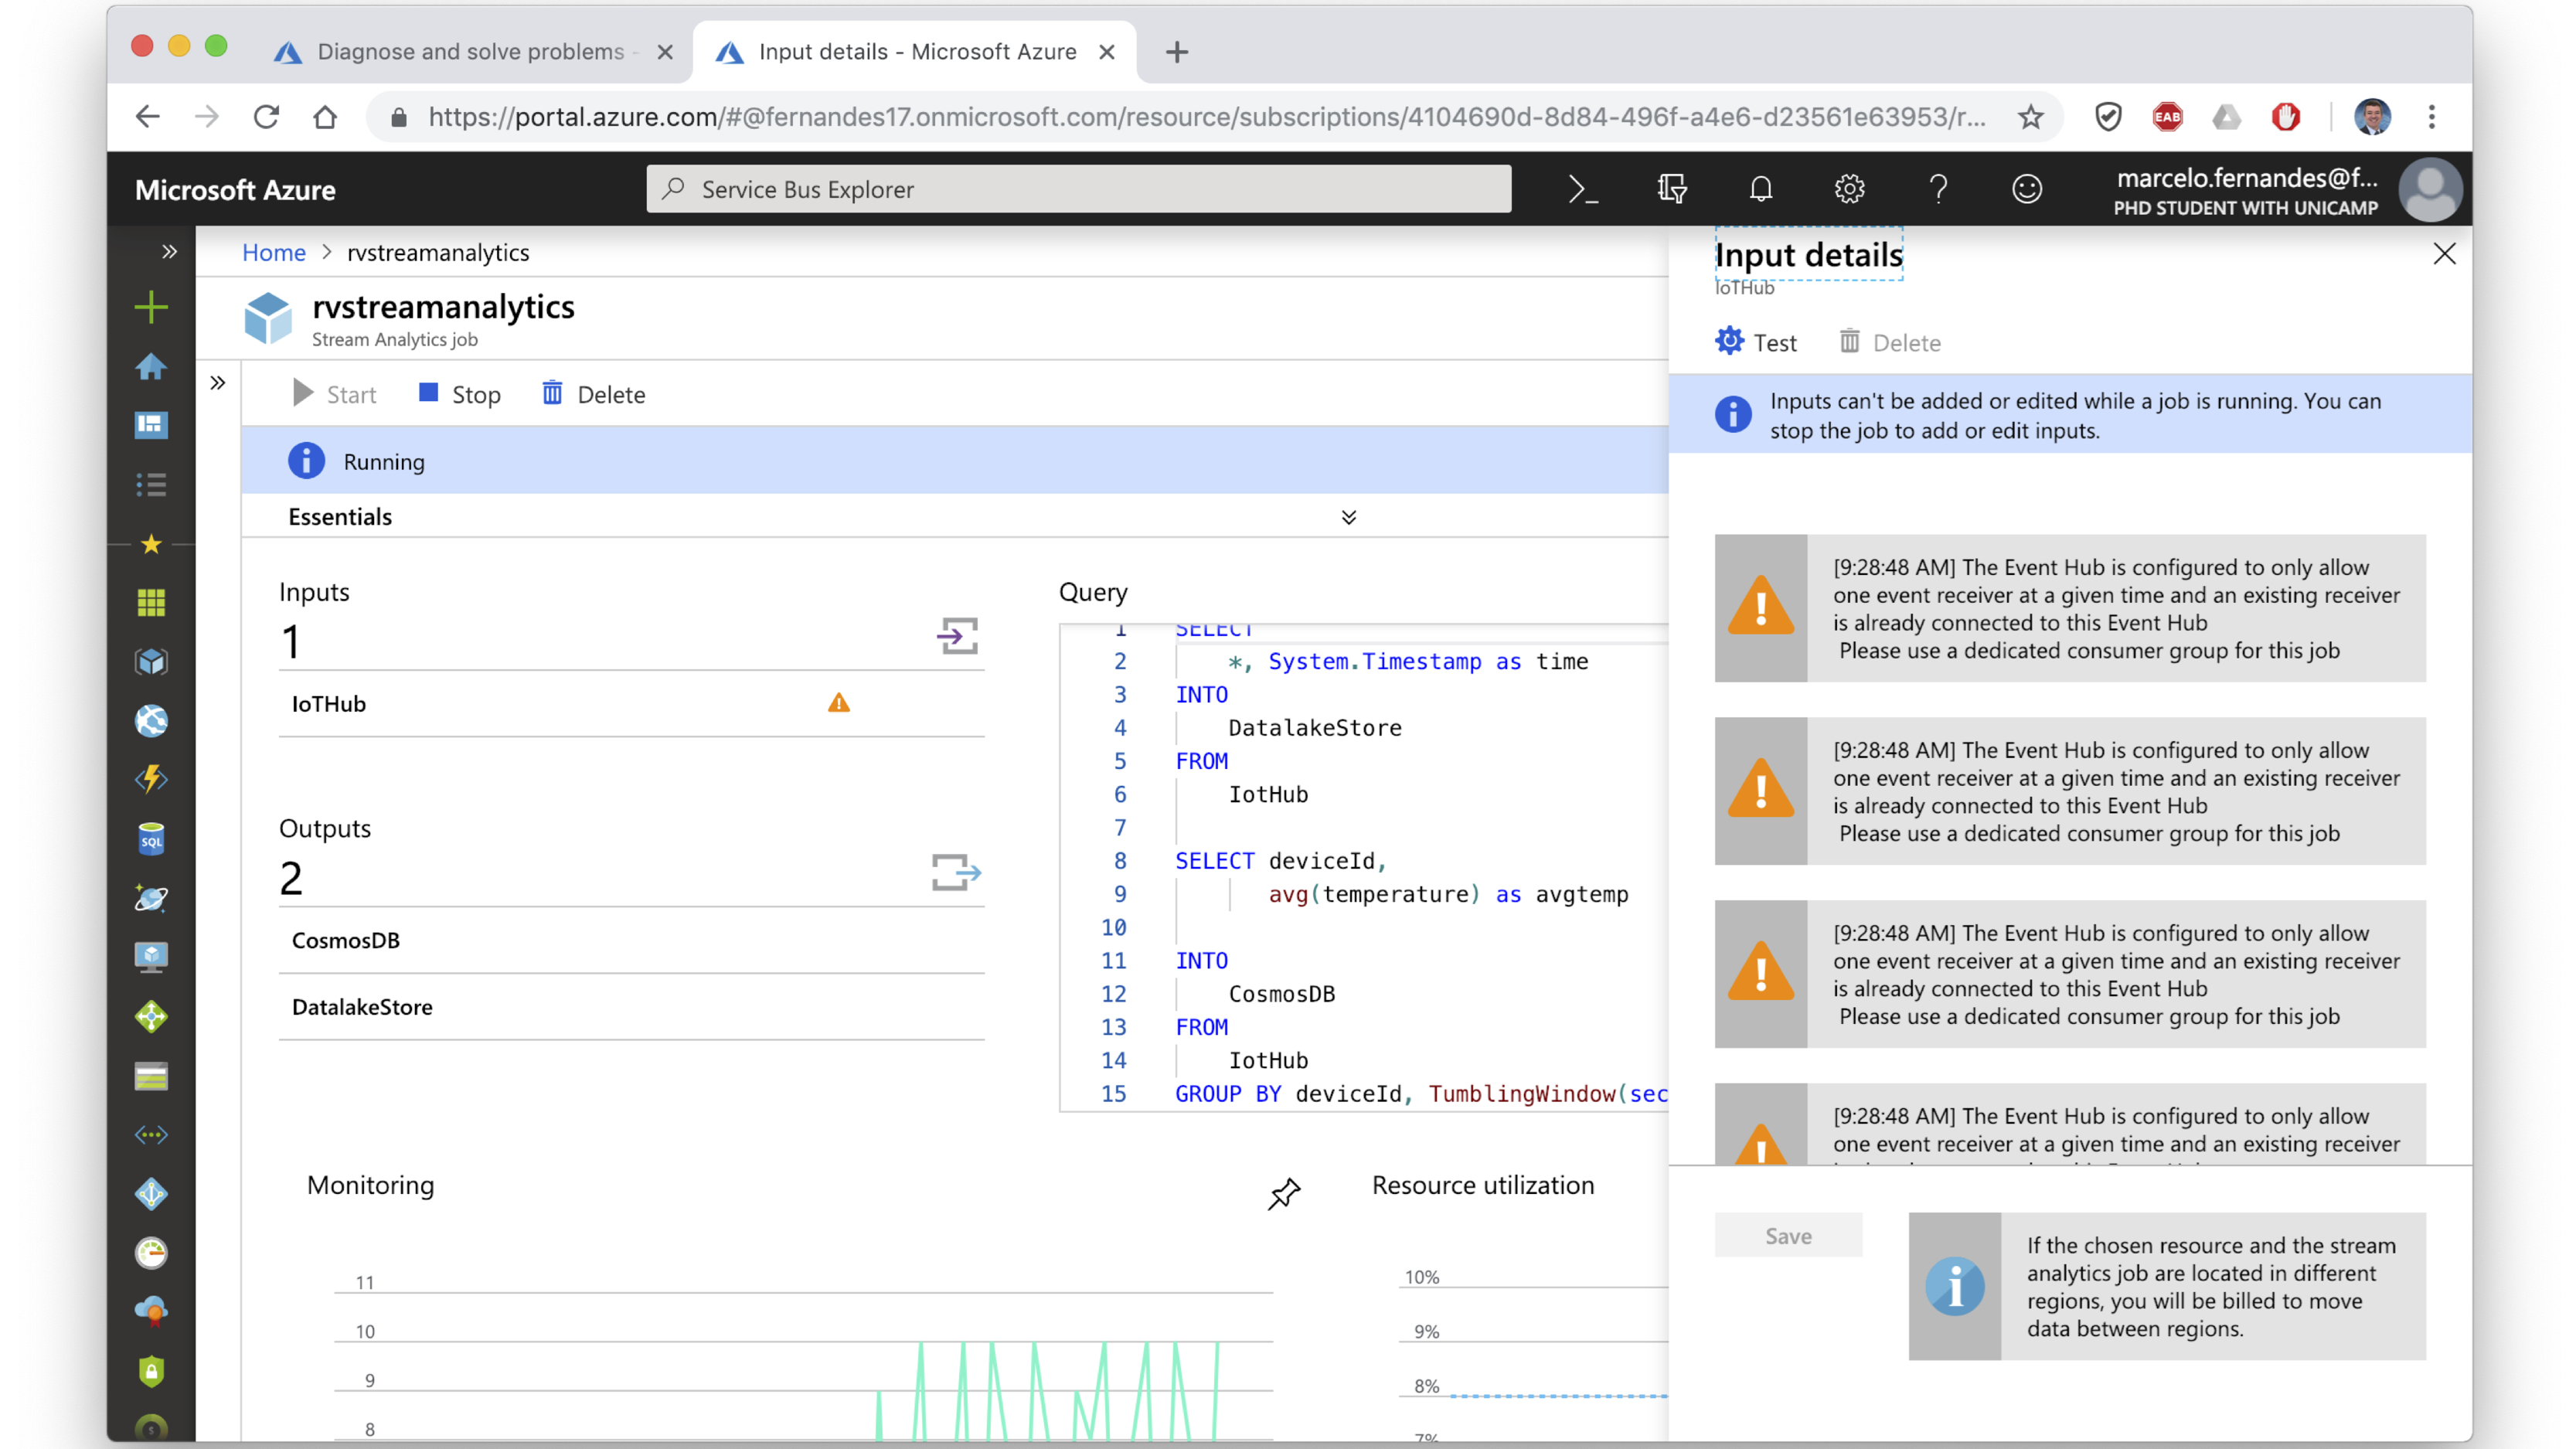 Diagnose and solve problems -
Input details - Microsoft Azure
https://portal.azure.com/#@fernandes17.onmicrosoft.com/resource/subscriptions/4104690d-8d84-496f-a4e6-d23561e63953/r...
EAB
Microsoft Azure
Service Bus Explorer
marcelo.fernandes@f...
PHD STUDENT WITH UNICAMP
Home > rvstreamanalytics
rvstreamanalytics
Stream Analytics job
Start
Stop
Delete
Running
Essentials
Inputs
1
IoTHub
Outputs
2
CosmosDB
DatalakeStore
SQL
Query
1 SELECT
2 *, System.Timestamp as time
3 INTO
4 DatalakeStore
5 FROM
6 IotHub
7
8 SELECT deviceId,
9 avg(temperature) as avgtemp
10
11 INTO
12 CosmosDB
13 FROM
14 IotHub
15 GROUP BY deviceId, TumblingWindow(sec
Monitoring
11
10
9
8
Resource utilization
10%
9%
8%
7%
Input details
IoTHub
Test
Delete
Inputs can't be added or edited while a job is running. You can
stop the job to add or edit inputs.
[9:28:48 AM] The Event Hub is configured to only allow
one event receiver at a given time and an existing receiver
is already connected to this Event Hub
Please use a dedicated consumer group for this job
[9:28:48 AM] The Event Hub is configured to only allow
one event receiver at a given time and an existing receiver
is already connected to this Event Hub
Please use a dedicated consumer group for this job
[9:28:48 AM] The Event Hub is configured to only allow
one event receiver at a given time and an existing receiver
is already connected to this Event Hub
Please use a dedicated consumer group for this job
[9:28:48 AM] The Event Hub is configured to only allow
one event receiver at a given time and an existing receiver
Save
If the chosen resource and the stream
analytics job are located in different
regions, you will be billed to move
data between regions.